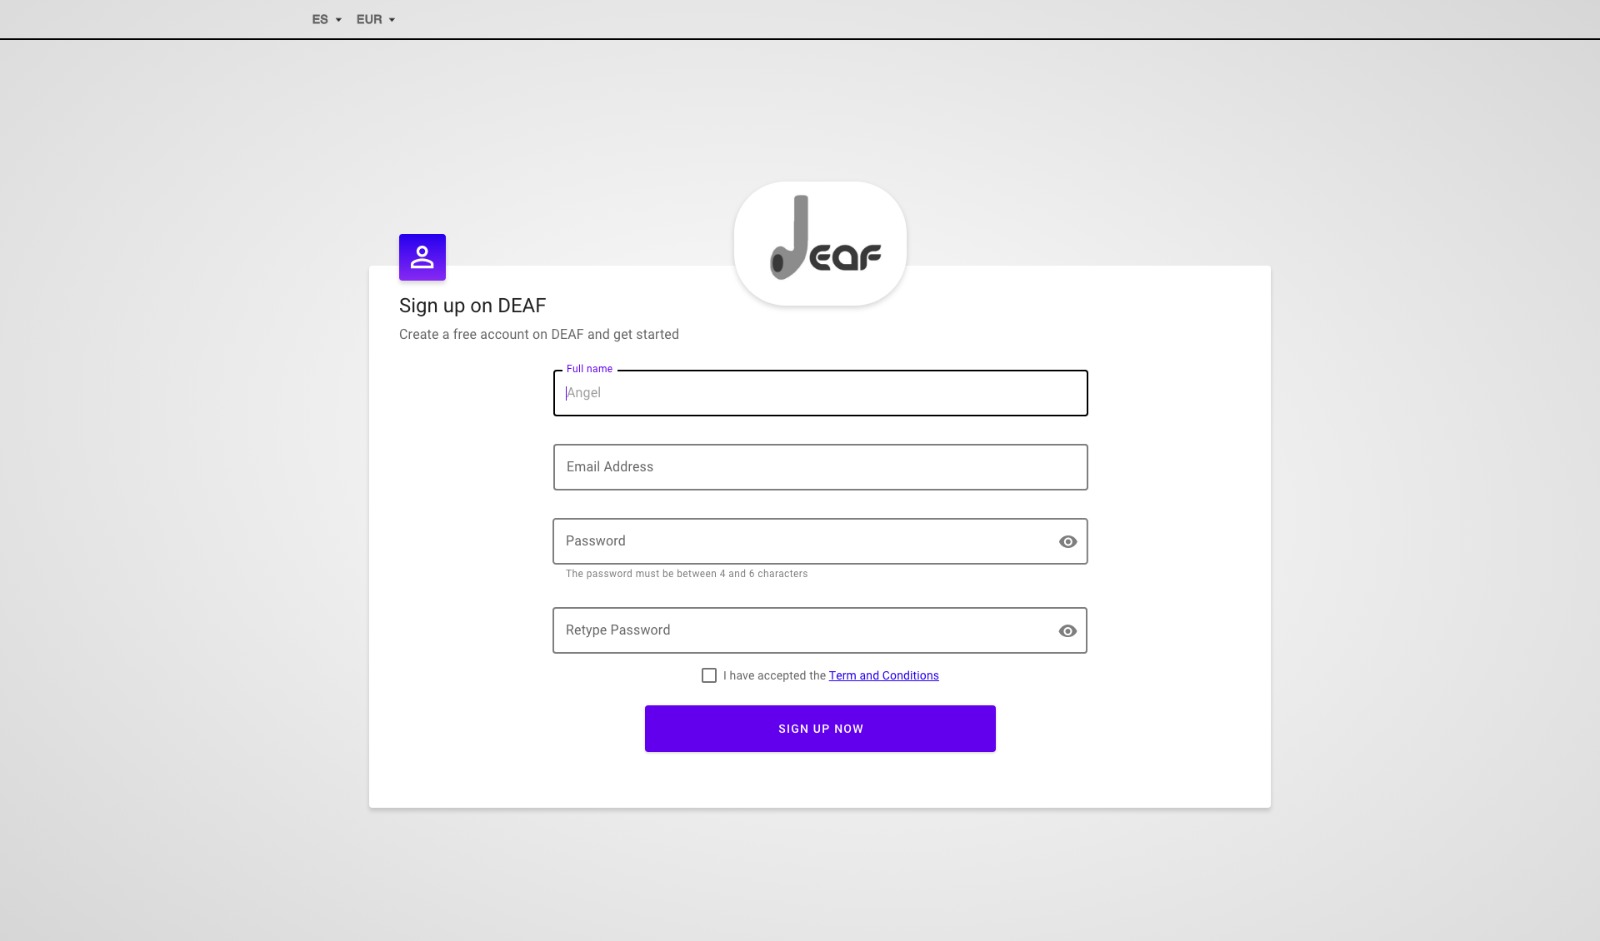 ES EUR
deaf
Sign up on DEAF
Create a free account on DEAF and get started
Full name
Angel
Email Address
Password
The password must be between 4 and 6 characters
Retype Password
I have accepted the Term and Conditions
SIGN UP NOW